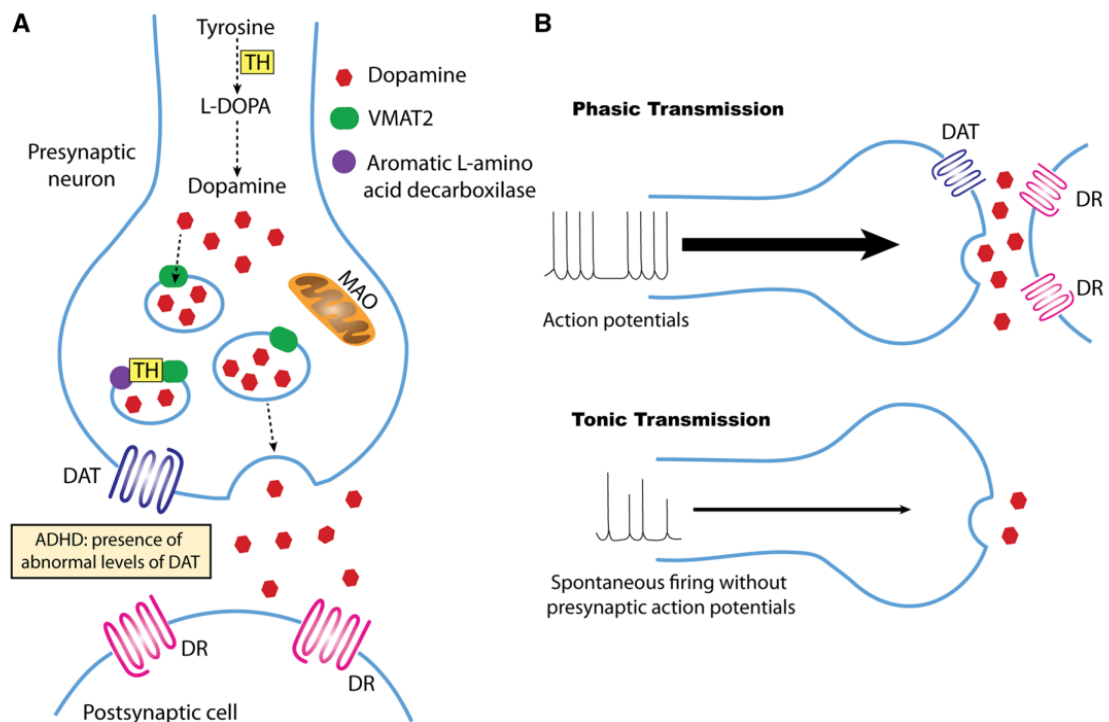 A
Tyrosine
TH
L-DOPA
Dopamine
Presynaptic
neuron
Dopamine
VMAT2
Aromatic L-amino
acid decarboxilase
MAO
TH
DAT
ADHD: presence of
abnormal levels of DAT
DR
DR
Postsynaptic cell
B
Phasic Transmission
DAT
DR
DR
Action potentials
Tonic Transmission
Spontaneous firing without
presynaptic action potentials